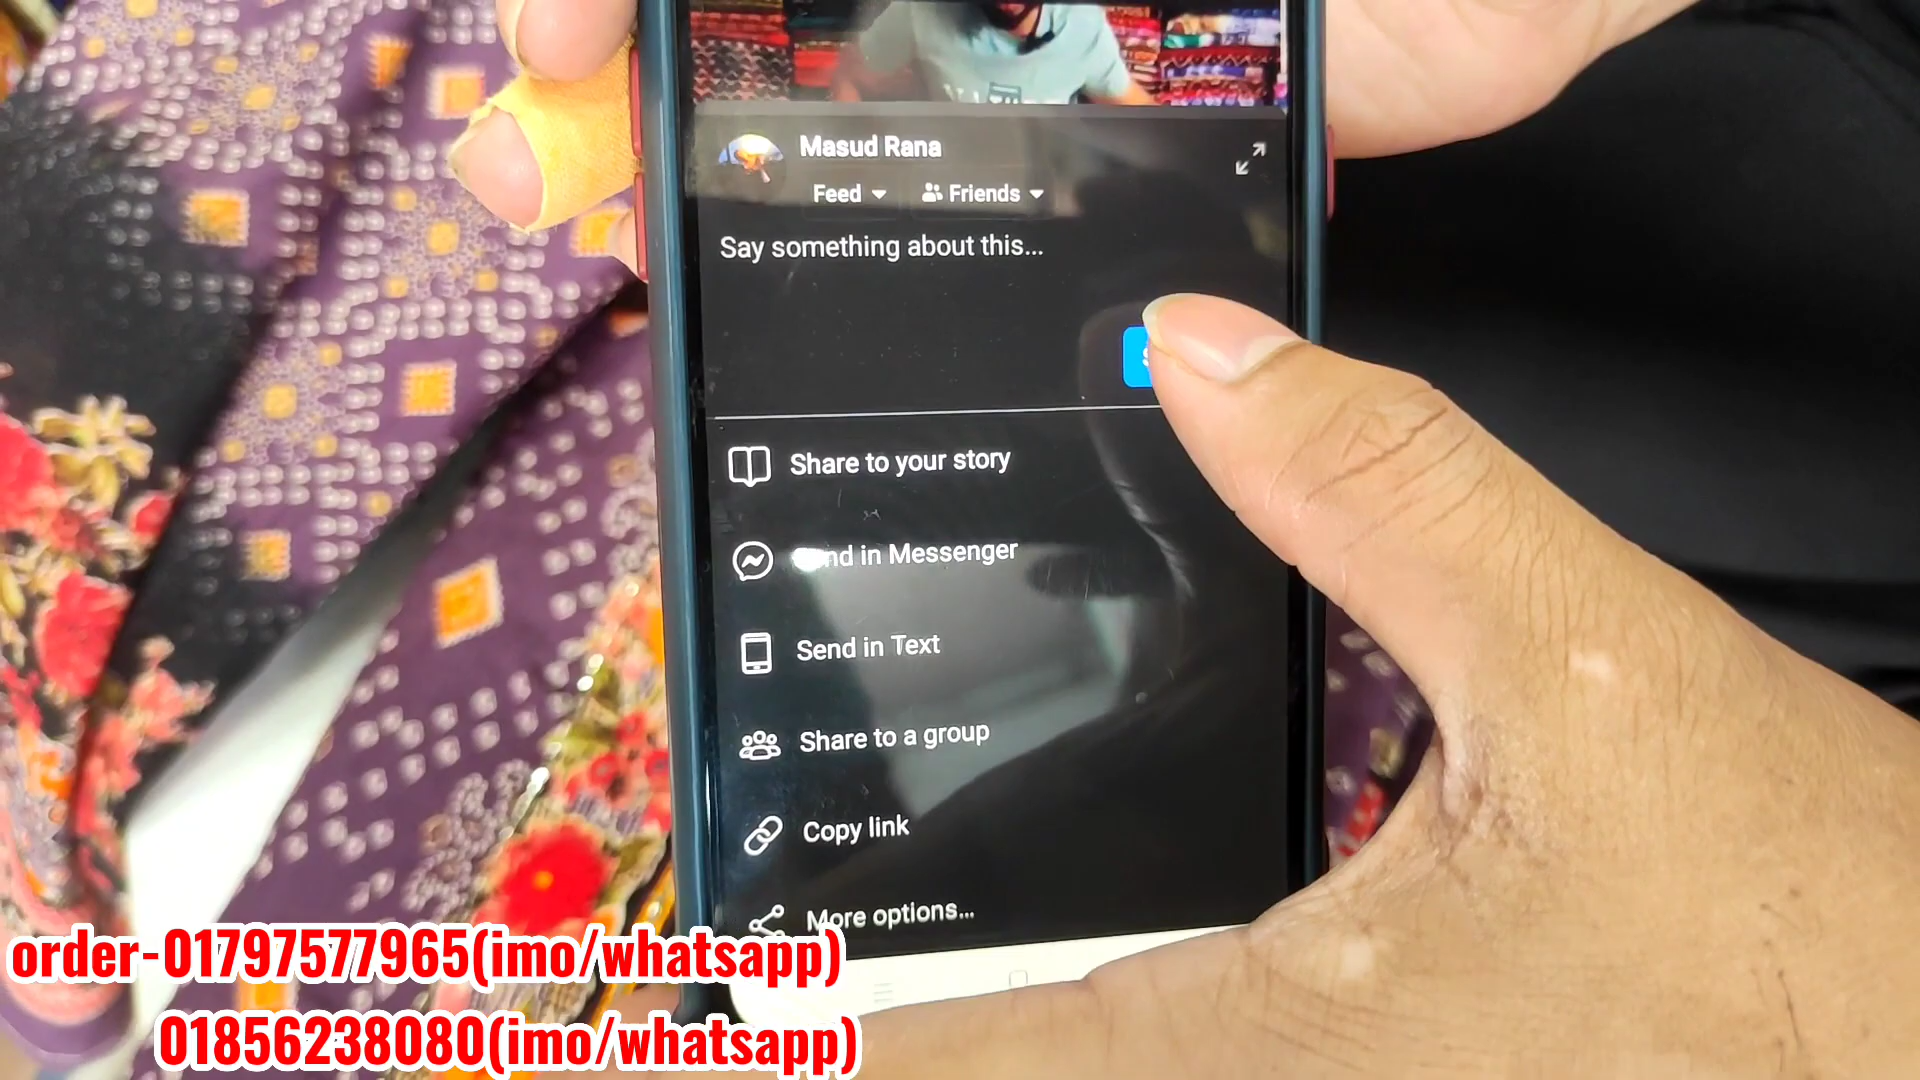 Masud Rana
Feed
Friends
Say something about this...
Share to your story
in Messenger
Send in Text
Share to a group
Copy link
More options...
order-01797577965(imo/whatsapp)
01856238080(imo/whatsapp)